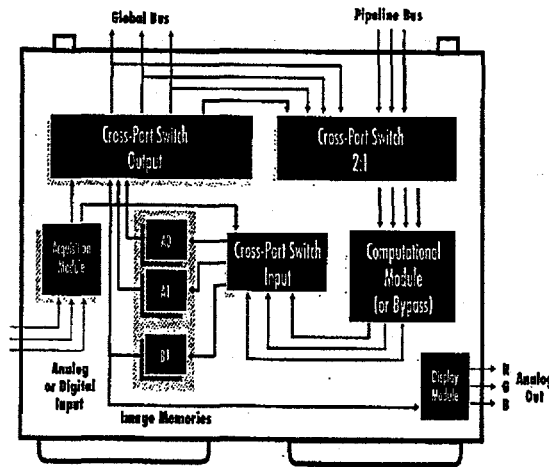 Global Bus
Pipeline Bus
Cross-Port Switch
Output
Cross-Port Switch
2:1
Acquisition
Module
A0
A1
B1
Cross-Port Switch
Input
Computational
Module
(or Bypass)
Analog
or Digital
Input
Image Memories
Display
Module
R
G
B
Analog
Out